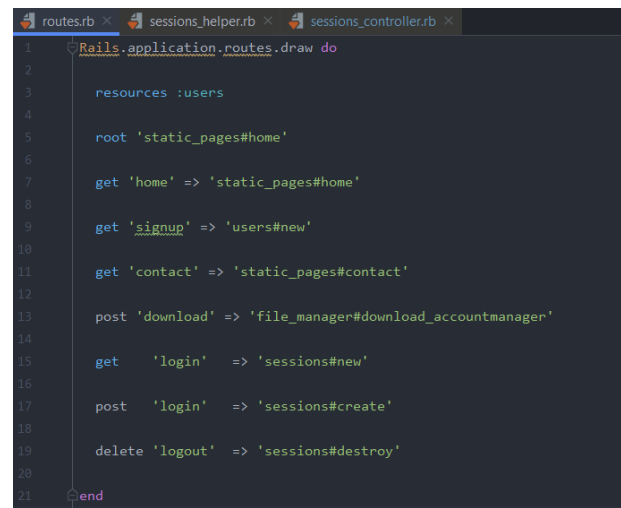 routes.rb × sessions_helper.rb × sessions_controller.rb ×
1 Rails.application.routes.draw do
2
3 resources :users
4
5 root 'static_pages#home'
6
7 get 'home' => 'static_pages#home'
8
9 get 'signup' => 'users#new'
10
11 get 'contact' => 'static_pages#contact'
12
13 post 'download' => 'file_manager#download_accountmanager'
14
15 get    'login'   => 'sessions#new'
16
17 post   'login'   => 'sessions#create'
18
19 delete 'logout'  => 'sessions#destroy'
20
21 end